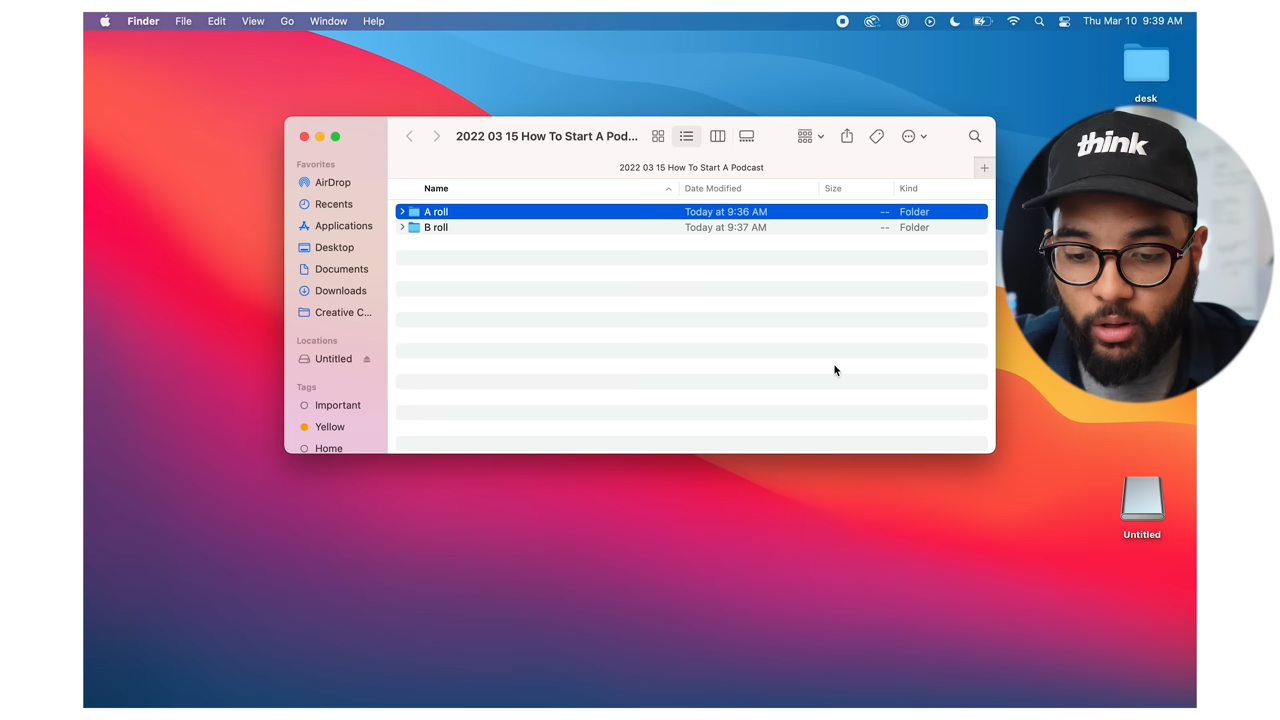 Finder File Edit View Go Window Help Thu Mar 10 9:39 AM
desk
think
2022 03 15 How To Start A Pod...
2022 03 15 How To Start A Podcast
Favorites
AirDrop
Recents
Applications
Desktop
Documents
Downloads
Creative C...
Locations
Untitled
Tags
Important
Yellow
Home
Name Date Modified Size Kind
A roll Today at 9:36 AM -- Folder
B roll Today at 9:37 AM -- Folder
Untitled